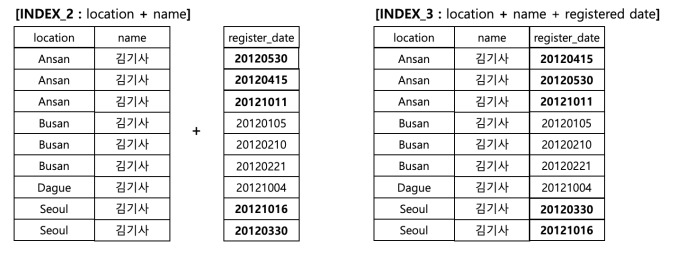 [INDEX_2 : location + name]
location name register_date
Ansan 김기사 20120530
Ansan 김기사 20120415
Ansan 김기사 20121011
Busan 김기사 20120105
+
Busan 김기사 20120210
Busan 김기사 20120221
Dague 김기사 20121004
Seoul 김기사 20121016
Seoul 김기사 20120330
[INDEX_3 : location + name + registered date]
location name register_date
Ansan 김기사 20120415
Ansan 김기사 20120530
Ansan 김기사 20121011
Busan 김기사 20120105
Busan 김기사 20120210
Busan 김기사 20120221
Dague 김기사 20121004
Seoul 김기사 20120330
Seoul 김기사 20121016